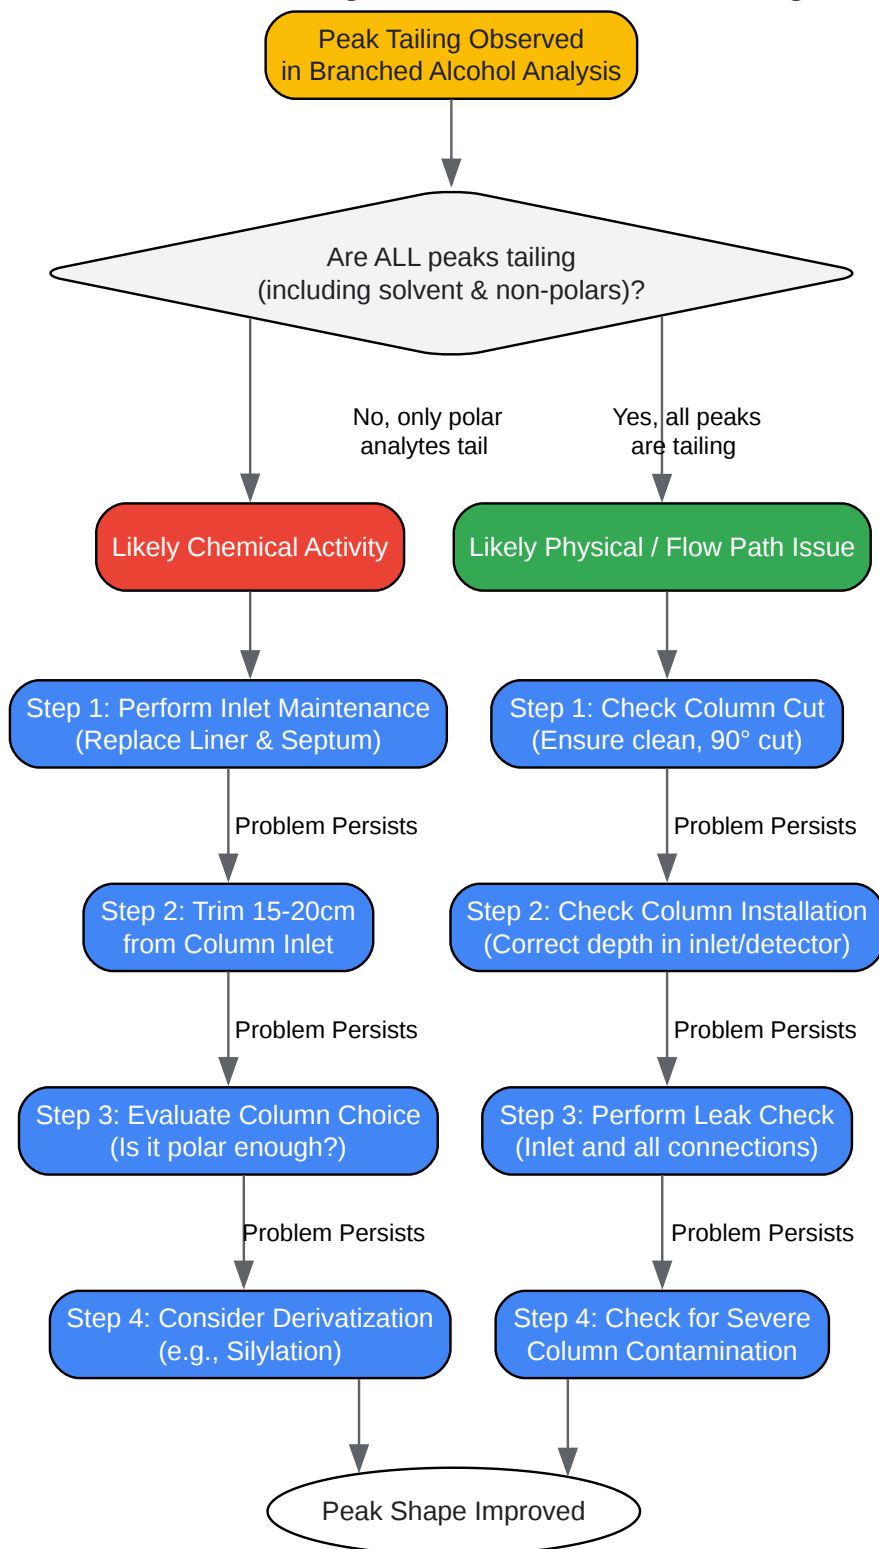 Peak Tailing Observed
in Branched Alcohol Analysis
Are ALL peaks tailing
(including solvent & non-polars)?
No, only polar
analytes tail
Yes, all peaks
are tailing
Likely Chemical Activity
Likely Physical / Flow Path Issue
Step 1: Perform Inlet Maintenance
(Replace Liner & Septum)
Step 1: Check Column Cut
(Ensure clean, 90° cut)
Problem Persists
Problem Persists
Step 2: Trim 15-20cm
from Column Inlet
Step 2: Check Column Installation
(Correct depth in inlet/detector)
Problem Persists
Problem Persists
Step 3: Evaluate Column Choice
(Is it polar enough?)
Step 3: Perform Leak Check
(Inlet and all connections)
Problem Persists
Problem Persists
Step 4: Consider Derivatization
(e.g., Silylation)
Step 4: Check for Severe
Column Contamination
Peak Shape Improved